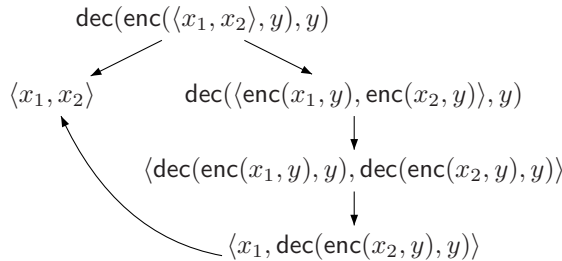 dec(enc(⟨x₁, x₂⟩, y), y)
⟨x₁, x₂⟩ dec(⟨enc(x₁, y), enc(x₂, y)⟩, y)
⟨dec(enc(x₁, y), y), dec(enc(x₂, y), y)⟩
⟨x₁, dec(enc(x₂, y), y)⟩